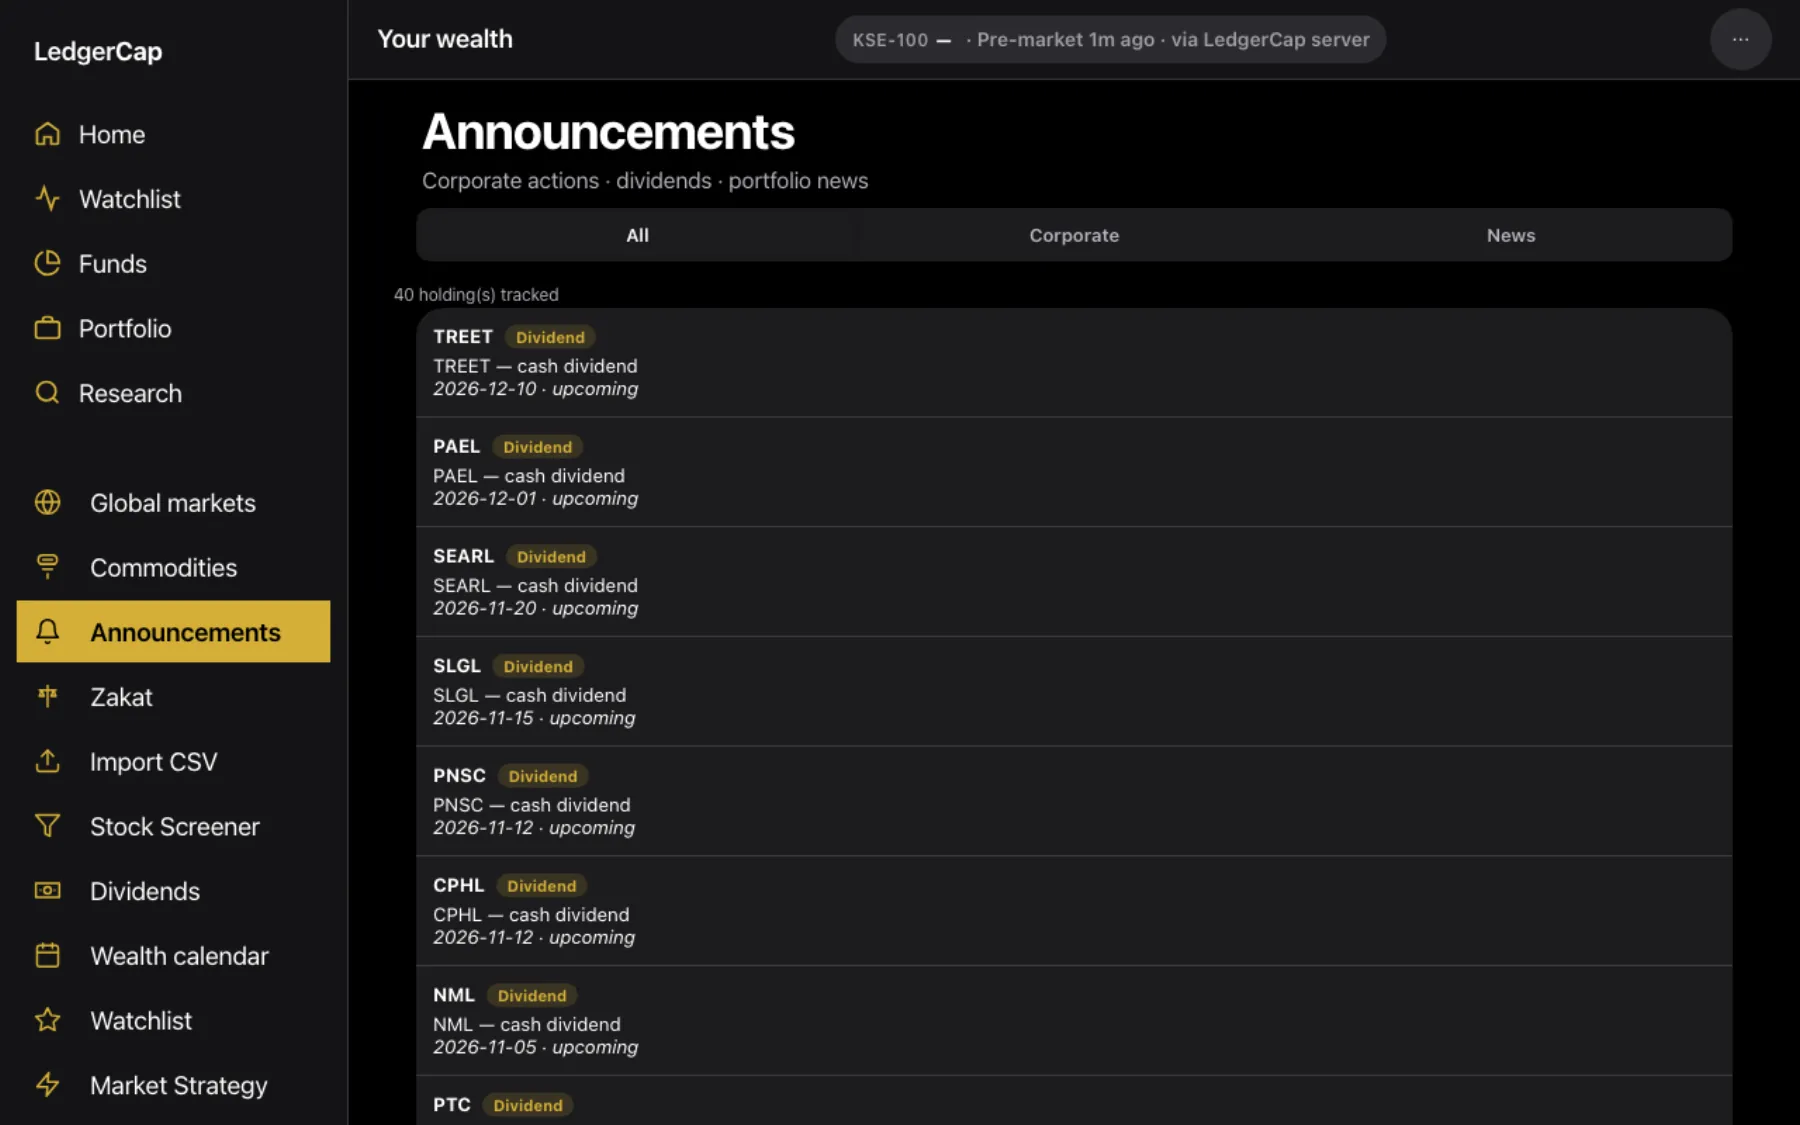 LedgerCap
Home
Watchlist
Funds
Portfolio
Research
Global markets
Commodities
Announcements
Zakat
Import CSV
Stock Screener
Dividends
Wealth calendar
Watchlist
Market Strategy
Your wealth
KSE-100 — · Pre-market 1m ago · via LedgerCap server
...
Announcements
Corporate actions · dividends · portfolio news
All Corporate News
40 holding(s) tracked
TREET Dividend
TREET — cash dividend
2026-12-10 · upcoming
PAEL Dividend
PAEL — cash dividend
2026-12-01 · upcoming
SEARL Dividend
SEARL — cash dividend
2026-11-20 · upcoming
SLGL Dividend
SLGL — cash dividend
2026-11-15 · upcoming
PNSC Dividend
PNSC — cash dividend
2026-11-12 · upcoming
CPHL Dividend
CPHL — cash dividend
2026-11-12 · upcoming
NML Dividend
NML — cash dividend
2026-11-05 · upcoming
PTC Dividend